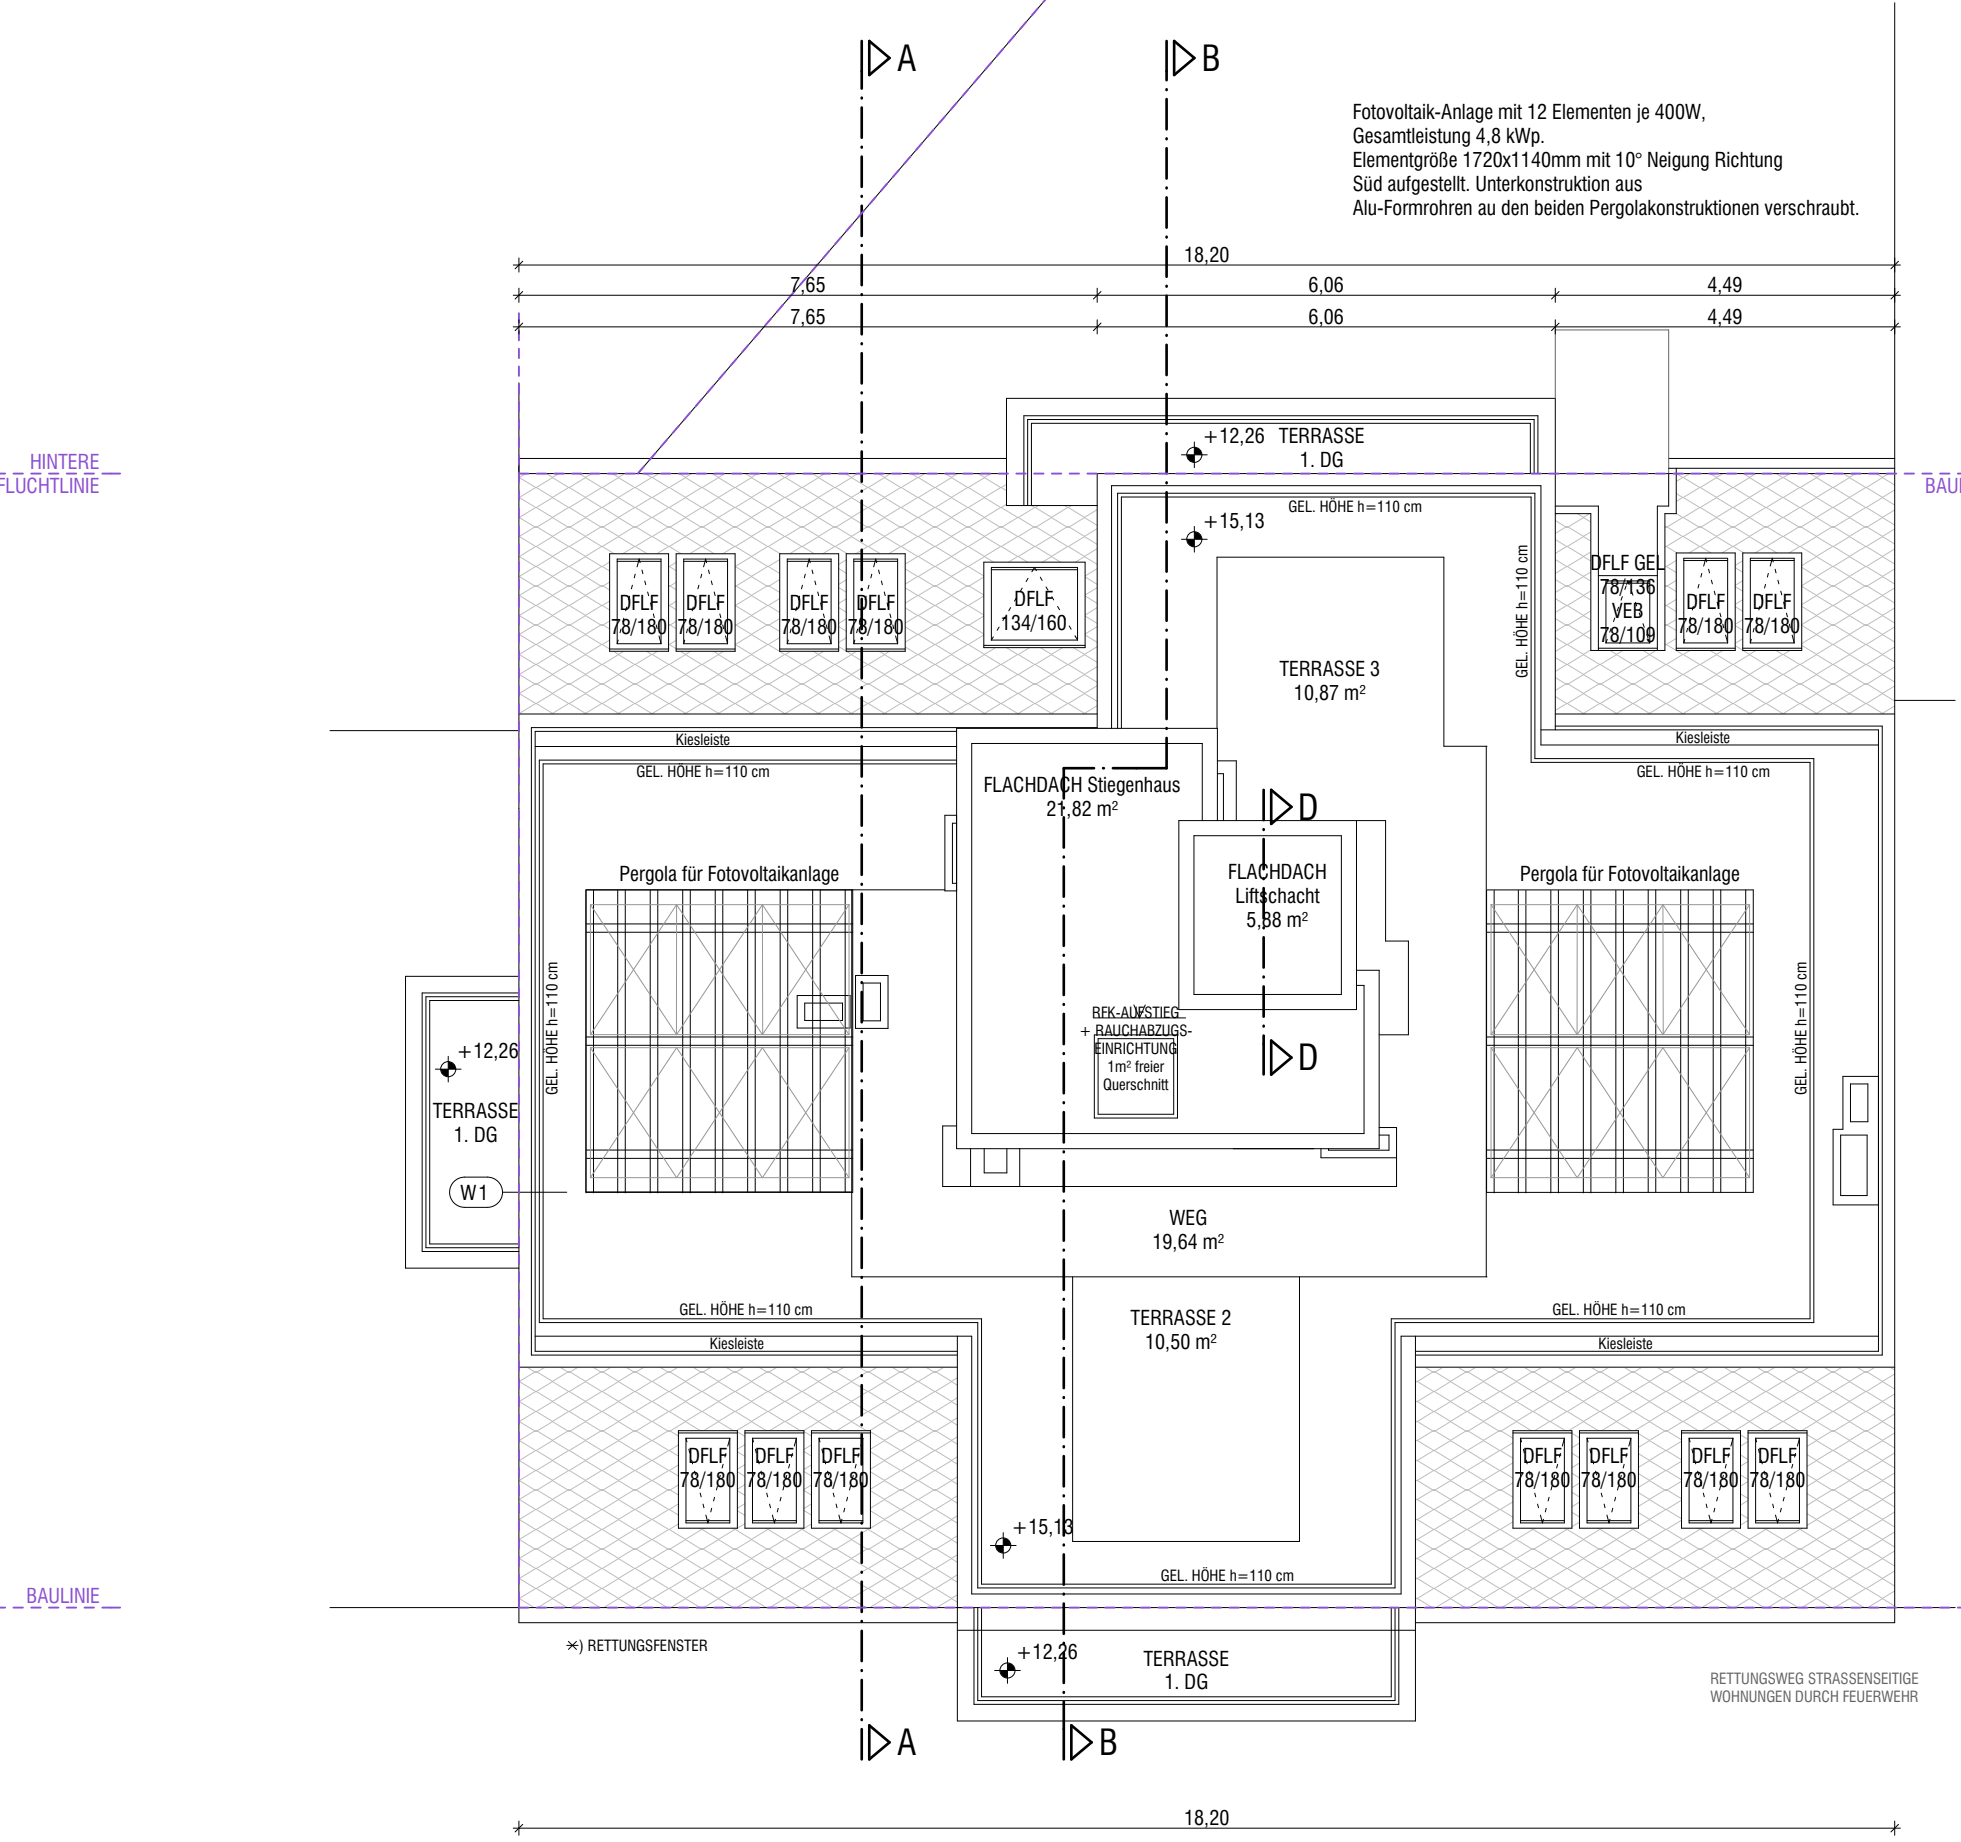 A
B
Fotovoltaik-Anlage mit 12 Elementen je 400W,
Gesamtleistung 4,8 kWp.
Elementgröße 1720x1140mm mit 10° Neigung Richtung
Süd aufgestellt. Unterkonstruktion aus
Alu-Formrohren au den beiden Pergolakonstruktionen verschraubt.
18,20
7,65
6,06
4,49
7,65
6,06
4,49
HINTERE
FLUCHTLINIE
+12,26
TERRASSE
1. DG
GEL. HÖHE h=110 cm
+15,13
GEL. HÖHE h=110 cm
DFLF
78/180
DFLF
78/180
DFLF
78/180
DFLF
78/180
DFLF
134/160
DFLF GEL
78/136
VEB
78/109
DFLF
78/180
DFLF
78/180
TERRASSE 3
10,87 m²
Kiesleiste
GEL. HÖHE h=110 cm
Kiesleiste
GEL. HÖHE h=110 cm
FLACHDACH Stiegenhaus
21,82 m²
D
Pergola für Fotovoltaikanlage
FLACHDACH
Liftschacht
5,88 m²
Pergola für Fotovoltaikanlage
GEL. HÖHE h=110 cm
GEL. HÖHE h=110 cm
RFK-AUFSTIEG
+ RAUCHABZUGS-
EINRICHTUNG
1m² freier
Querschnitt
D
+12,26
TERRASSE
1. DG
W1
WEG
19,64 m²
GEL. HÖHE h=110 cm
Kiesleiste
TERRASSE 2
10,50 m²
GEL. HÖHE h=110 cm
Kiesleiste
DFLF
78/180
DFLF
78/180
DFLF
78/180
DFLF
78/180
DFLF
78/180
DFLF
78/180
DFLF
78/180
+15,13
GEL. HÖHE h=110 cm
BAULINIE
*) RETTUNGSFENSTER
+12,26
TERRASSE
1. DG
RETTUNGSWEG STRASSENSEITIGE
WOHNUNGEN DURCH FEUERWEHR
A
B
18,20